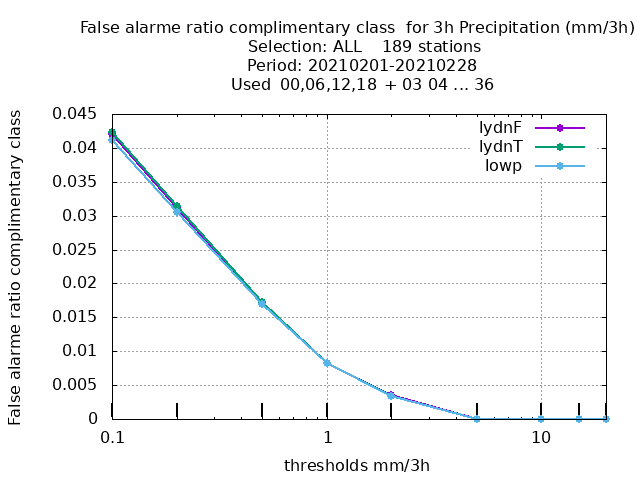 False alarme ratio complimentary class  for 3h Precipitation (mm/3h)
Selection: ALL    189 stations
Period: 20210201-20210228
Used  00,06,12,18  + 03 04 ... 36
False alarme ratio complimentary class
0.045
0.04
0.035
0.03
0.025
0.02
0.015
0.01
0.005
0
lydnF
lydnT
lowp
0.1 1 10
thresholds mm/3h